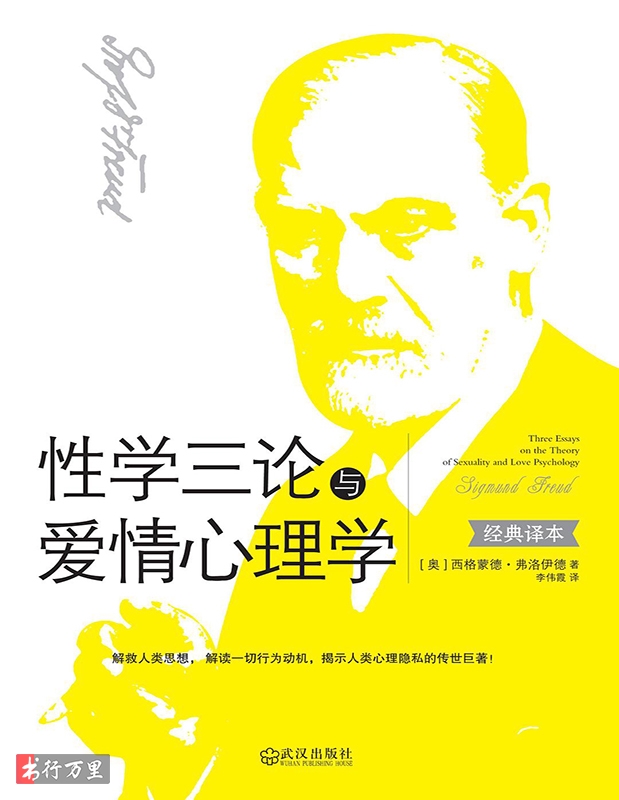 Sigm. Freud
Three Essays
on the Theory
of Sexuality and Love Psychology
Sigmund Freud
性学三论与
爱情心理学
经典译本
[奥]西格蒙德·弗洛伊德 著
李伟霞 译
解救人类思想，解读一切行为动机，揭示人类心理隐私的传世巨著！
武汉出版社
WUHAN PUBLISHING HOUSE
书行万里